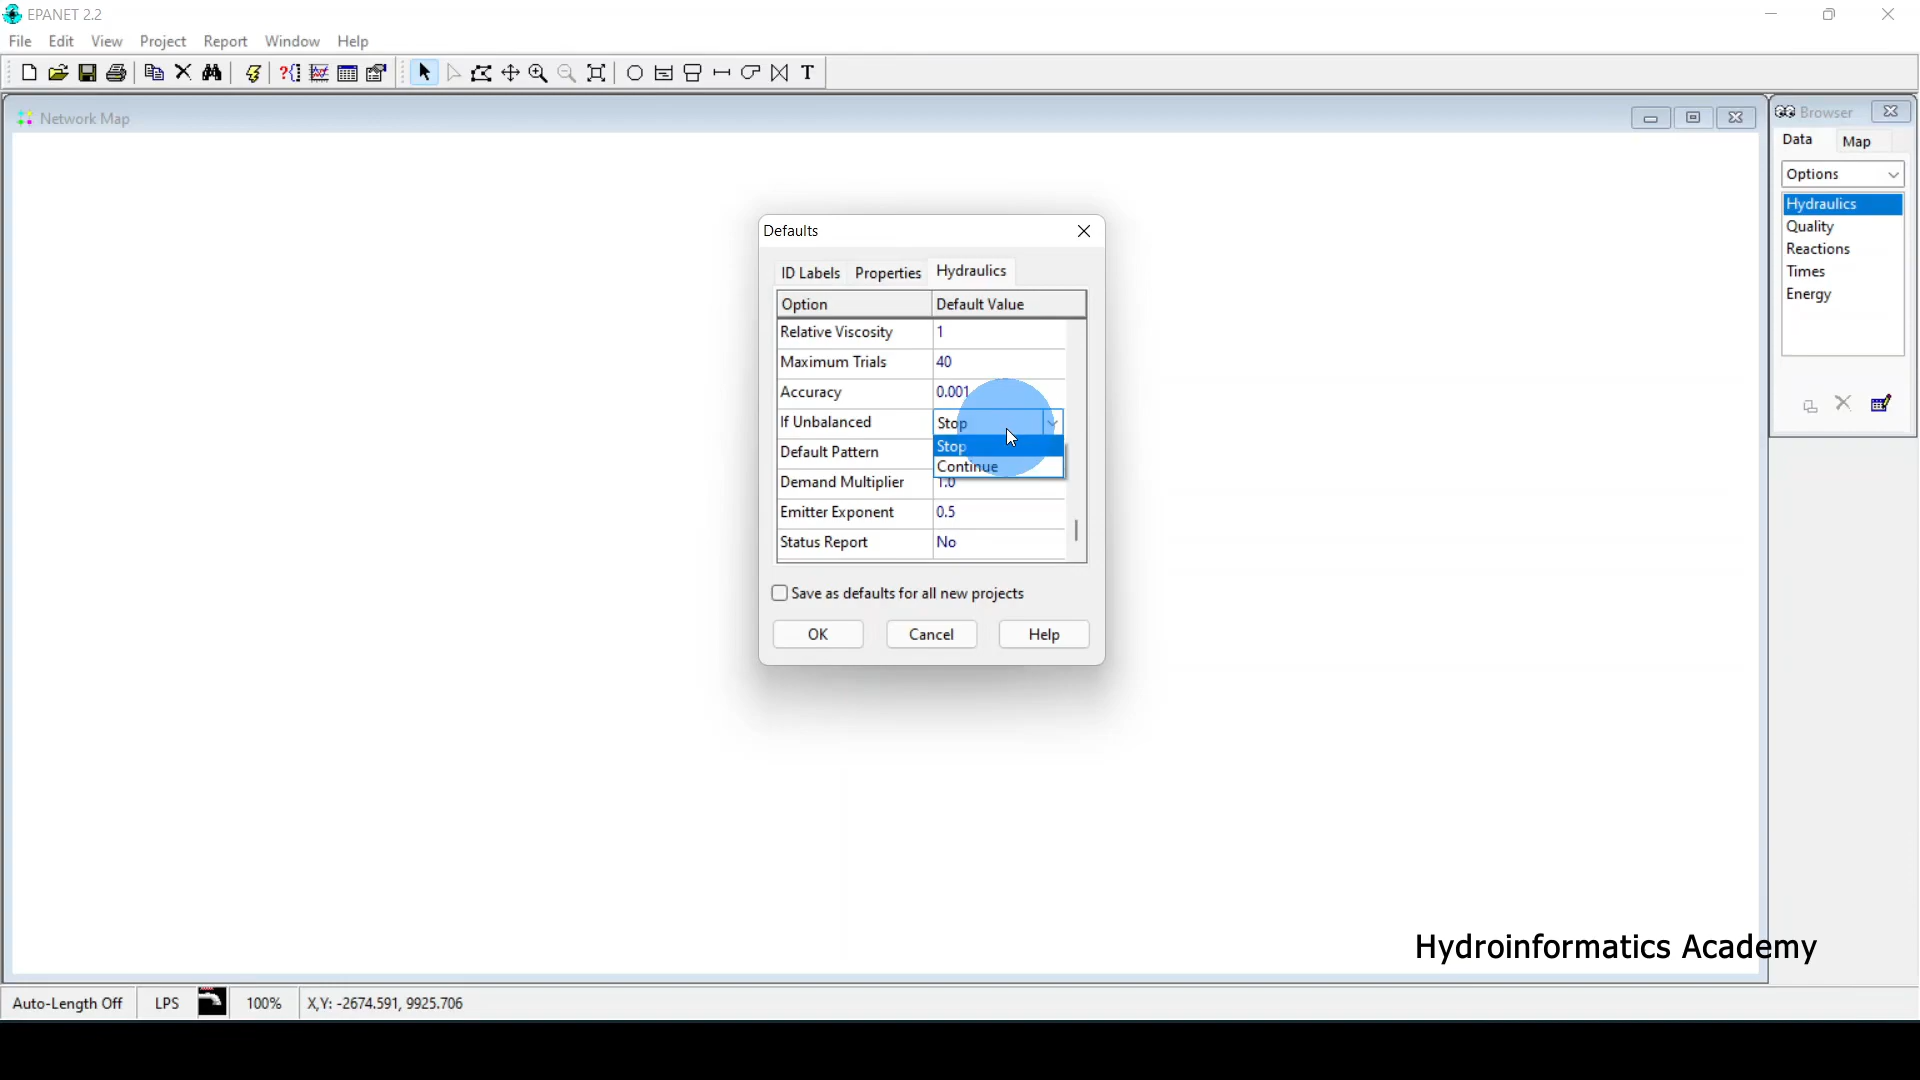 EPANET 2.2
File Edit View Project Report Window Help
Network Map
Browser
Data Map
Options
Hydraulics
Quality
Reactions
Times
Energy
Defaults
ID Labels Properties Hydraulics
Option Default Value
Relative Viscosity 1
Maximum Trials 40
Accuracy 0.001
If Unbalanced Stop
Stop
Continue
Default Pattern
Demand Multiplier 1.0
Emitter Exponent 0.5
Status Report No
Save as defaults for all new projects
OK Cancel Help
Hydroinformatics Academy
Auto-Length Off LPS 100% X,Y: -2674.591, 9925.706